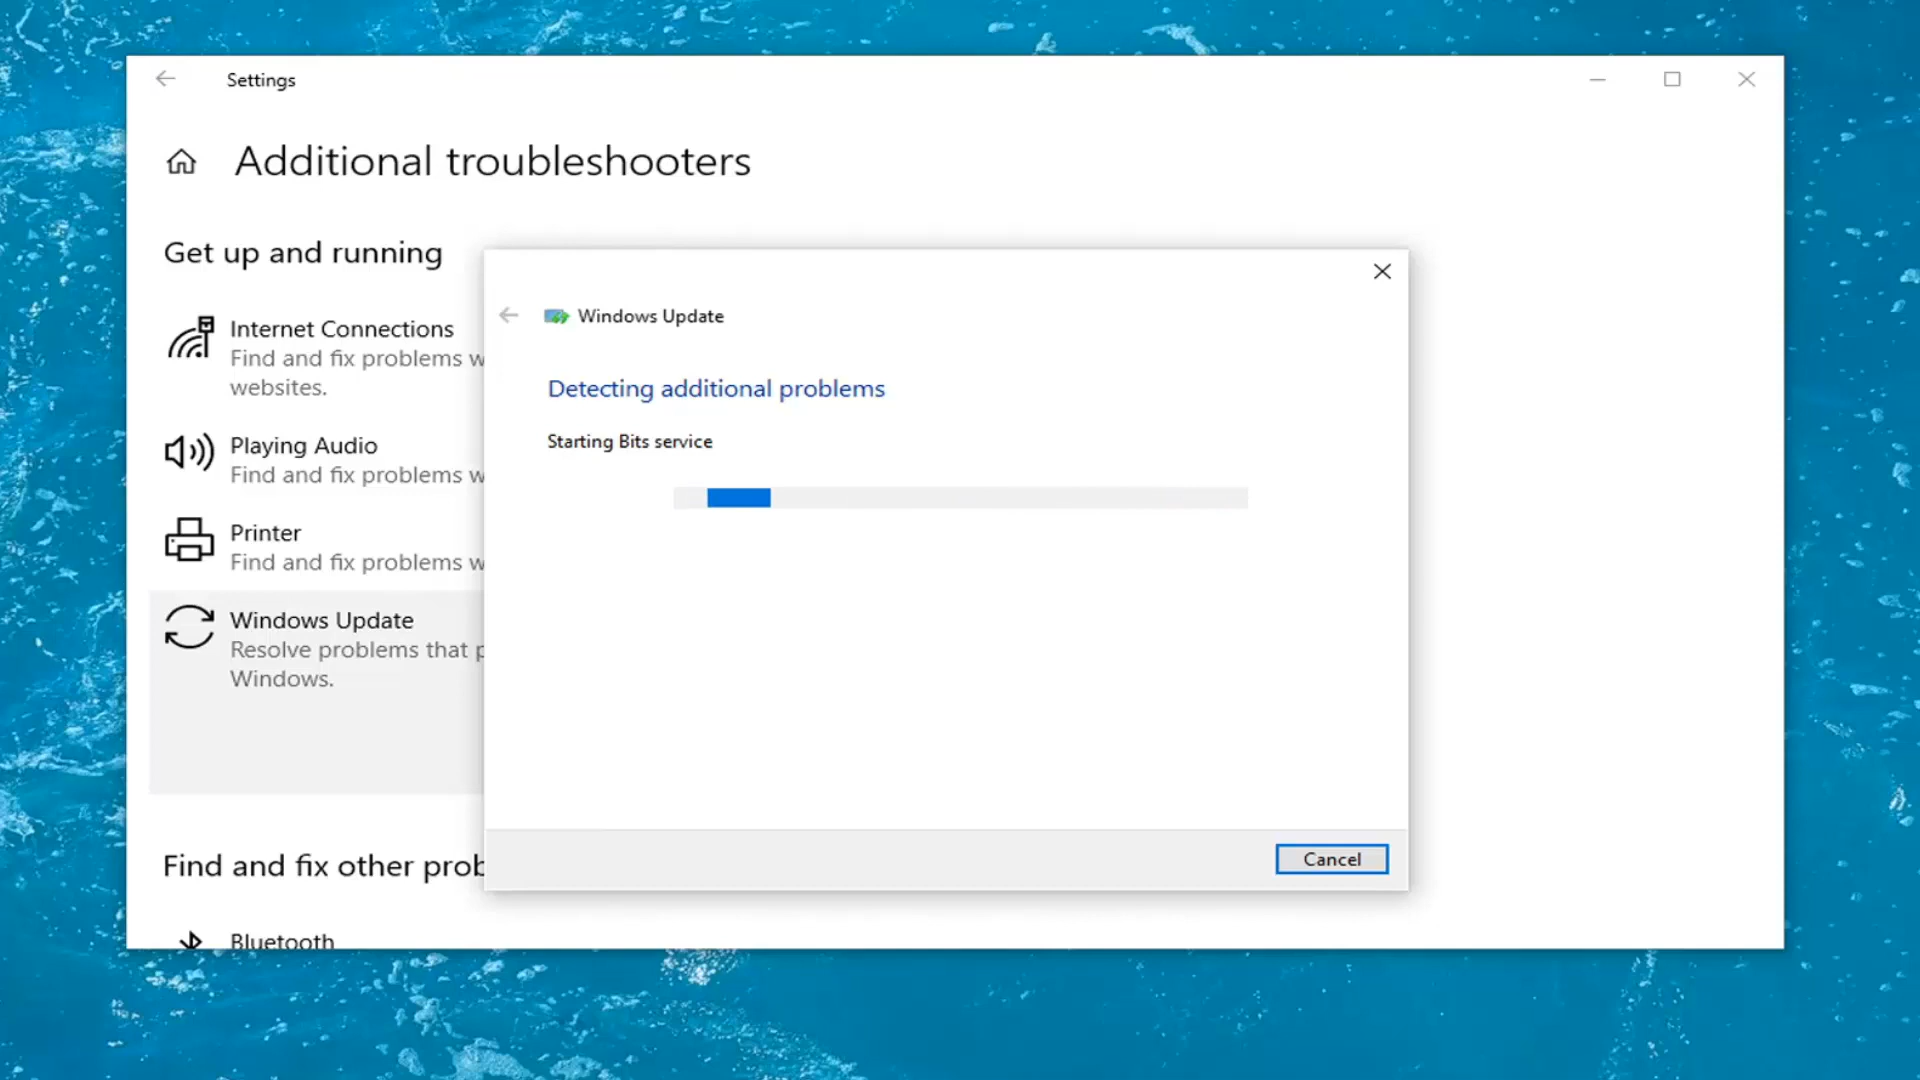 Settings
Additional troubleshooters
Get up and running
Internet Connections
Find and fix problems w
websites.
Playing Audio
Find and fix problems w
Printer
Find and fix problems w
Windows Update
Resolve problems that p
Windows.
Find and fix other prob
Bluetooth
Windows Update
Detecting additional problems
Starting Bits service
Cancel